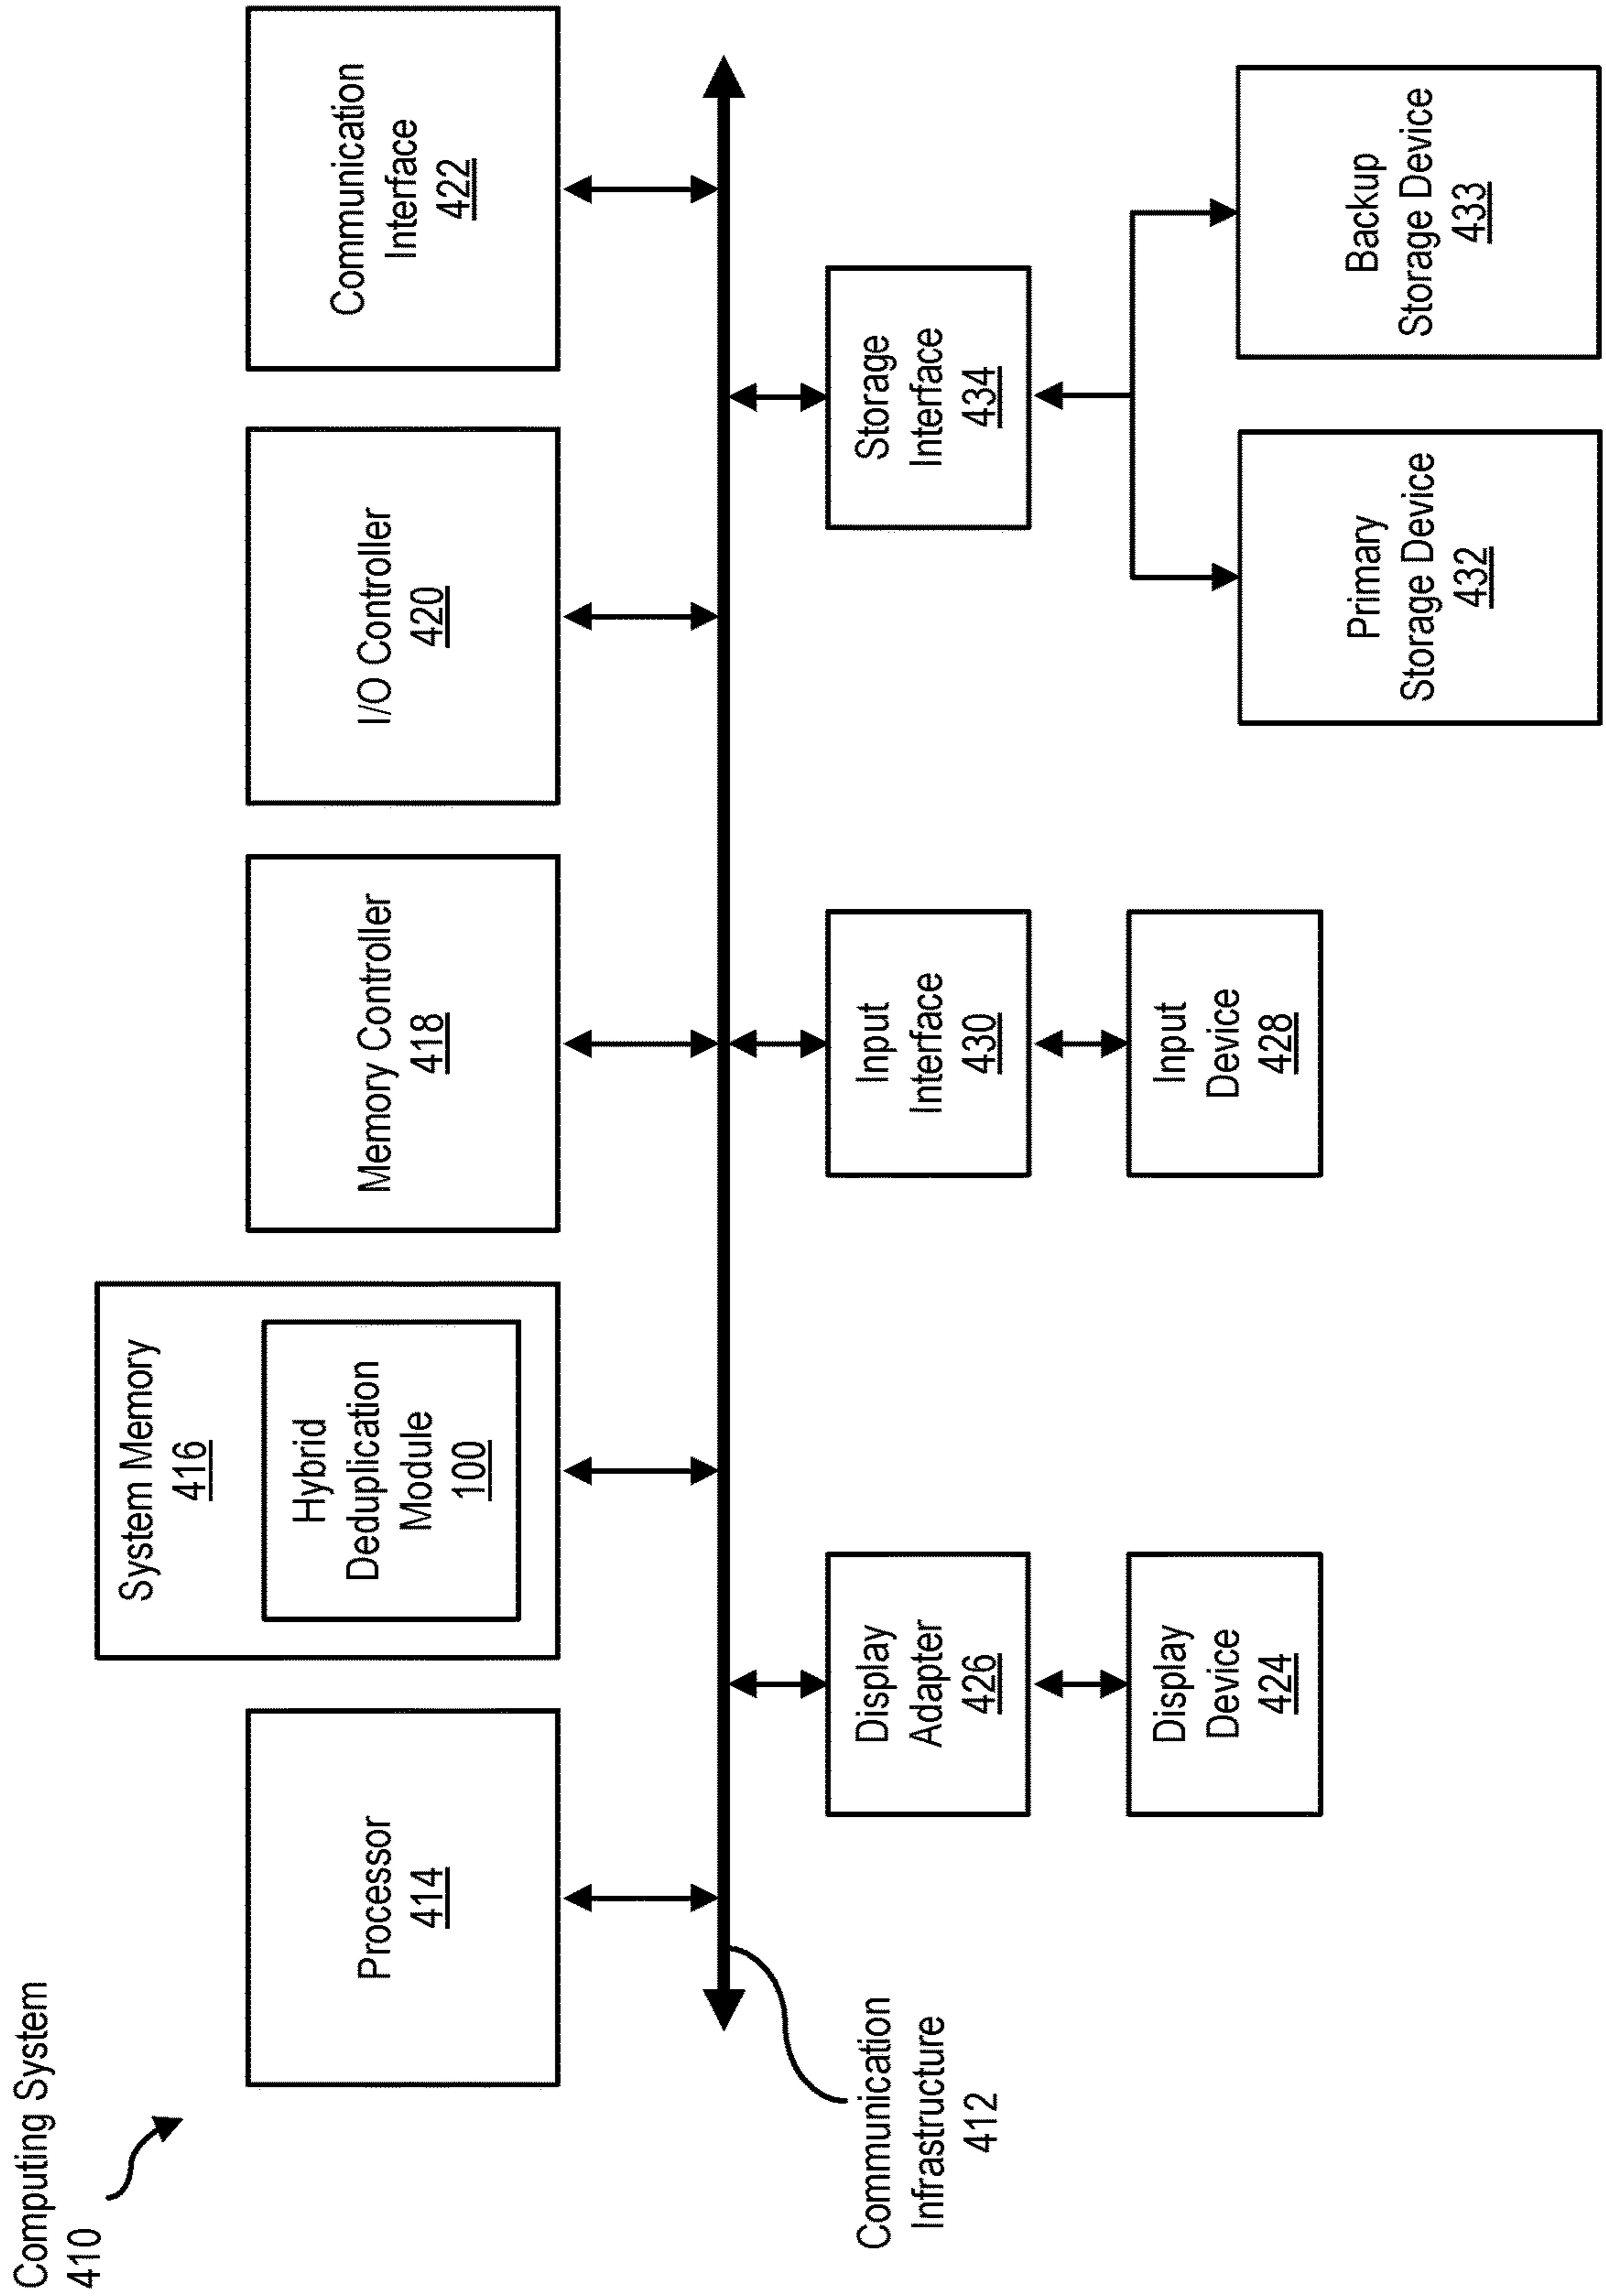 Computing System
410
Processor
414
System Memory
416
Hybrid
Deduplication
Module
100
Memory Controller
418
I/O Controller
420
Communication
Interface
422
Communication
Infrastructure
412
Display
Adapter
426
Input
Interface
430
Storage
Interface
434
Display
Device
424
Input
Device
428
Primary
Storage Device
432
Backup
Storage Device
433